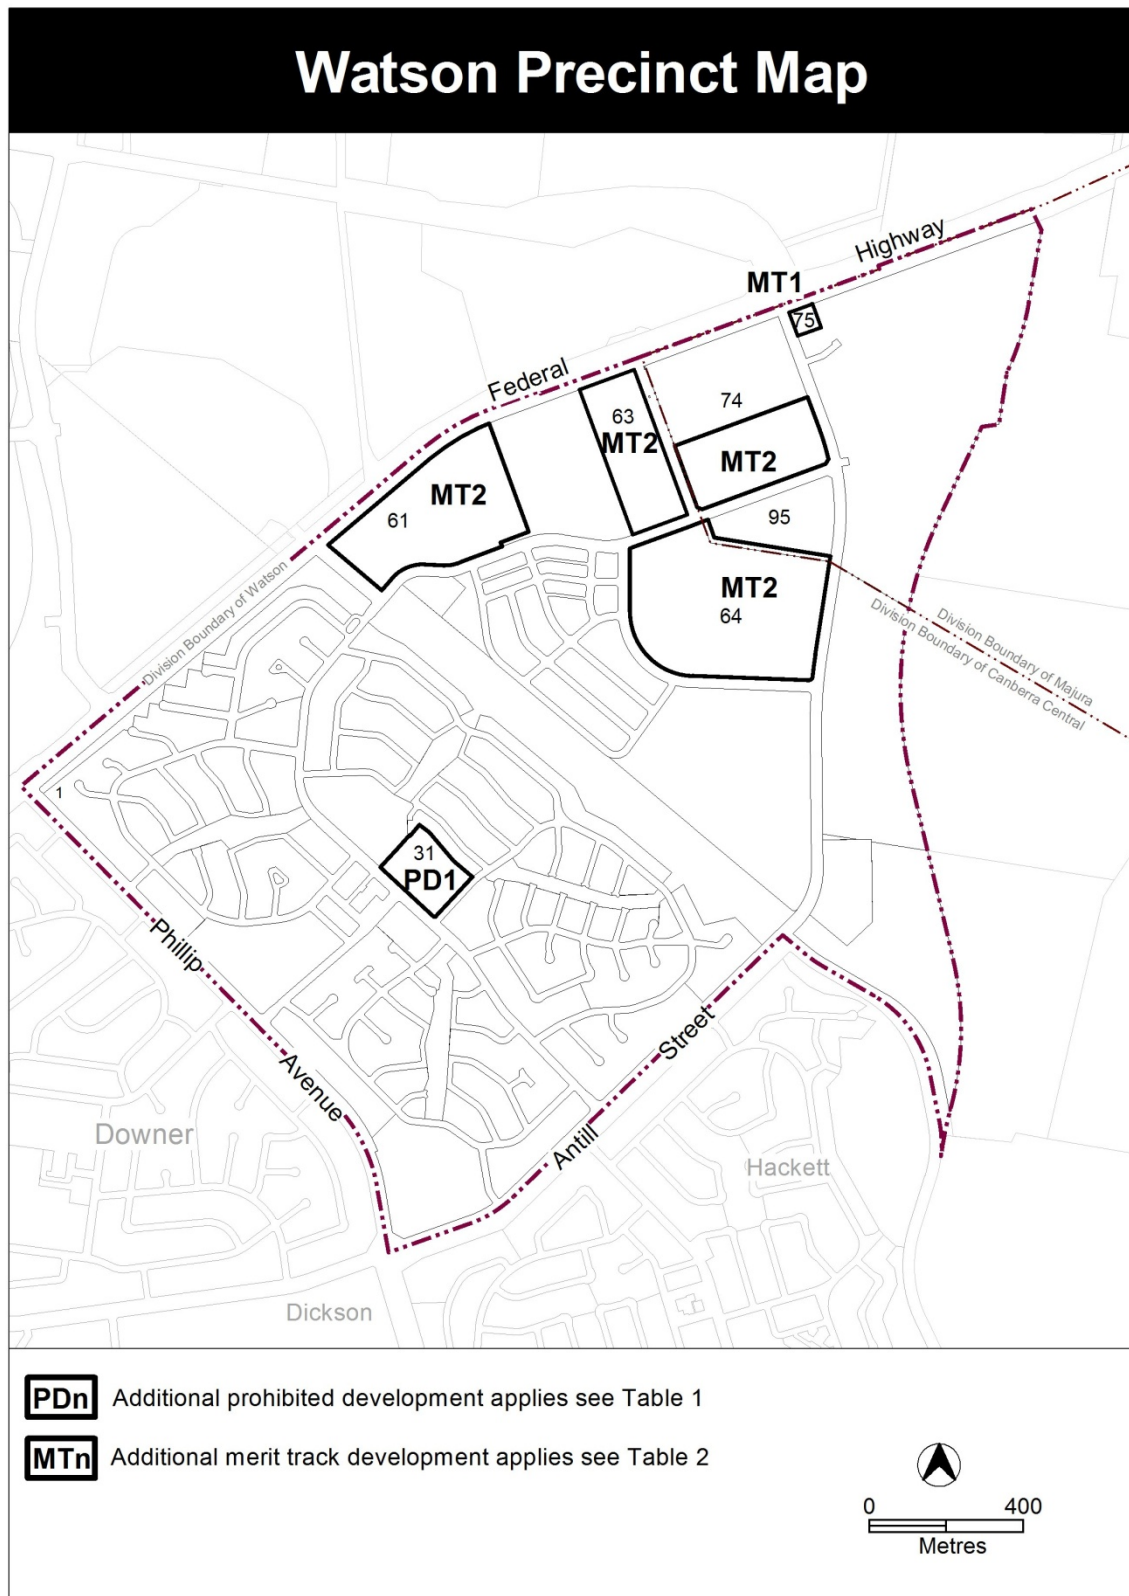 Watson Precinct Map
Highway
MT1
75
Federal
63
MT2
74
MT2
MT2
61
95
MT2
64
Division Boundary of Watson
Division Boundary of Majura
Division Boundary of Canberra Central
1
31
PD1
Phillip
Avenue
Street
Antill
Downer
Hackett
Dickson
PDn Additional prohibited development applies see Table 1
MTn Additional merit track development applies see Table 2
0 400
Metres